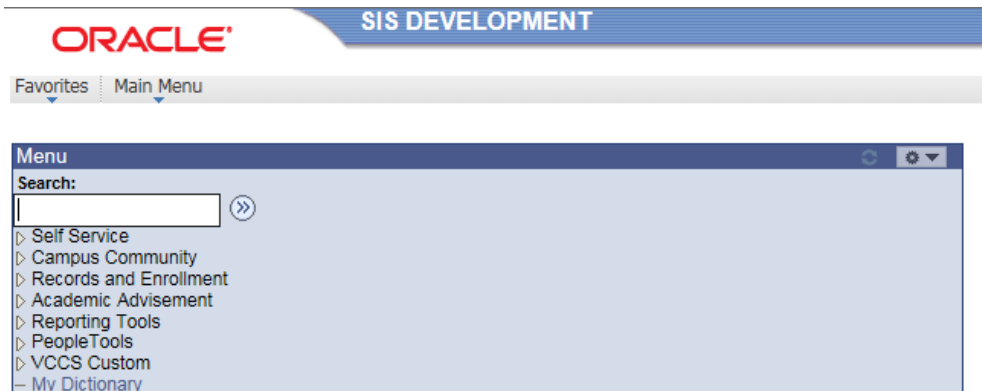 SIS DEVELOPMENT
ORACLE'
Favorites Main Menu
Menu
Search:
Self Service
Campus Community
Records and Enrollment
Academic Advisement
Reporting Tools
PeopleTools
VCCS Custom
My Dictionary